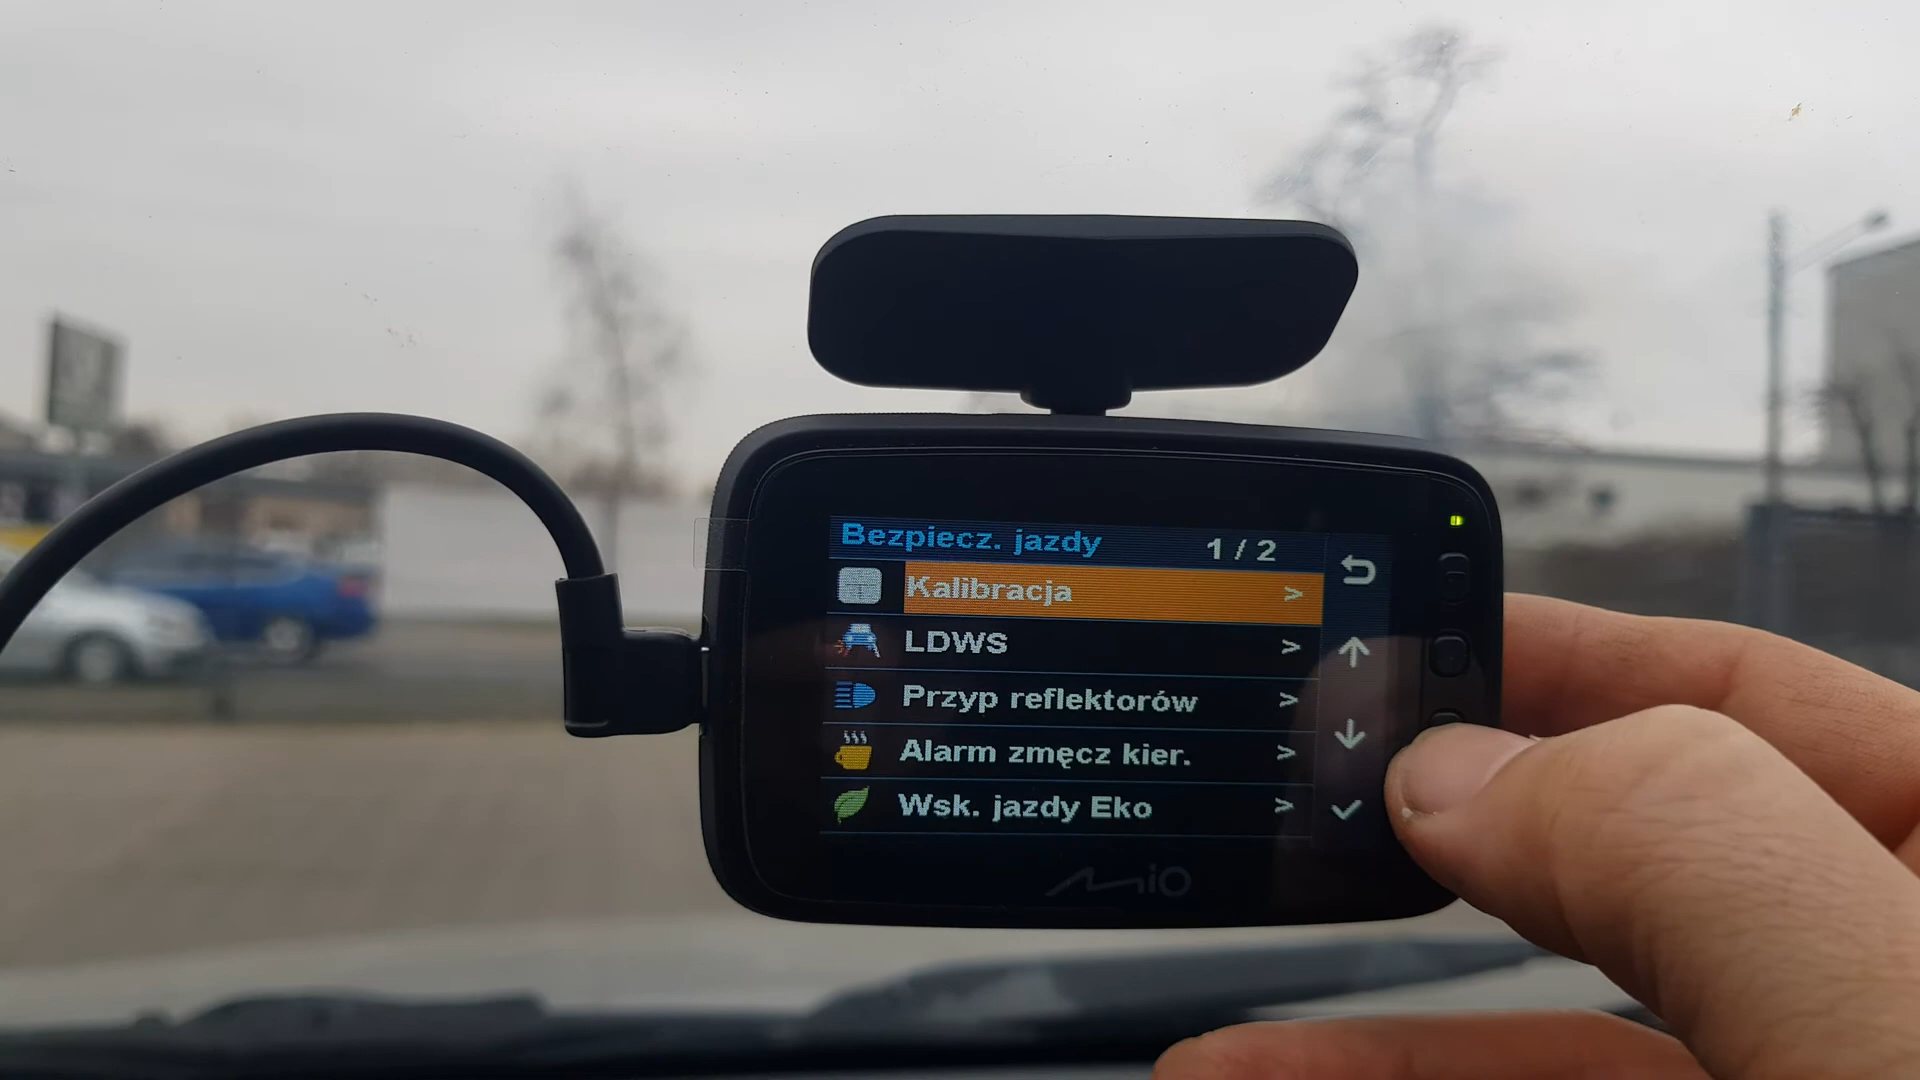 Bezpiecz. jazdy 1 / 2
Kalibracja >
LDWS >
Przyp reflektorów >
Alarm zmęcz kier. >
Wsk. jazdy Eko >
Mio